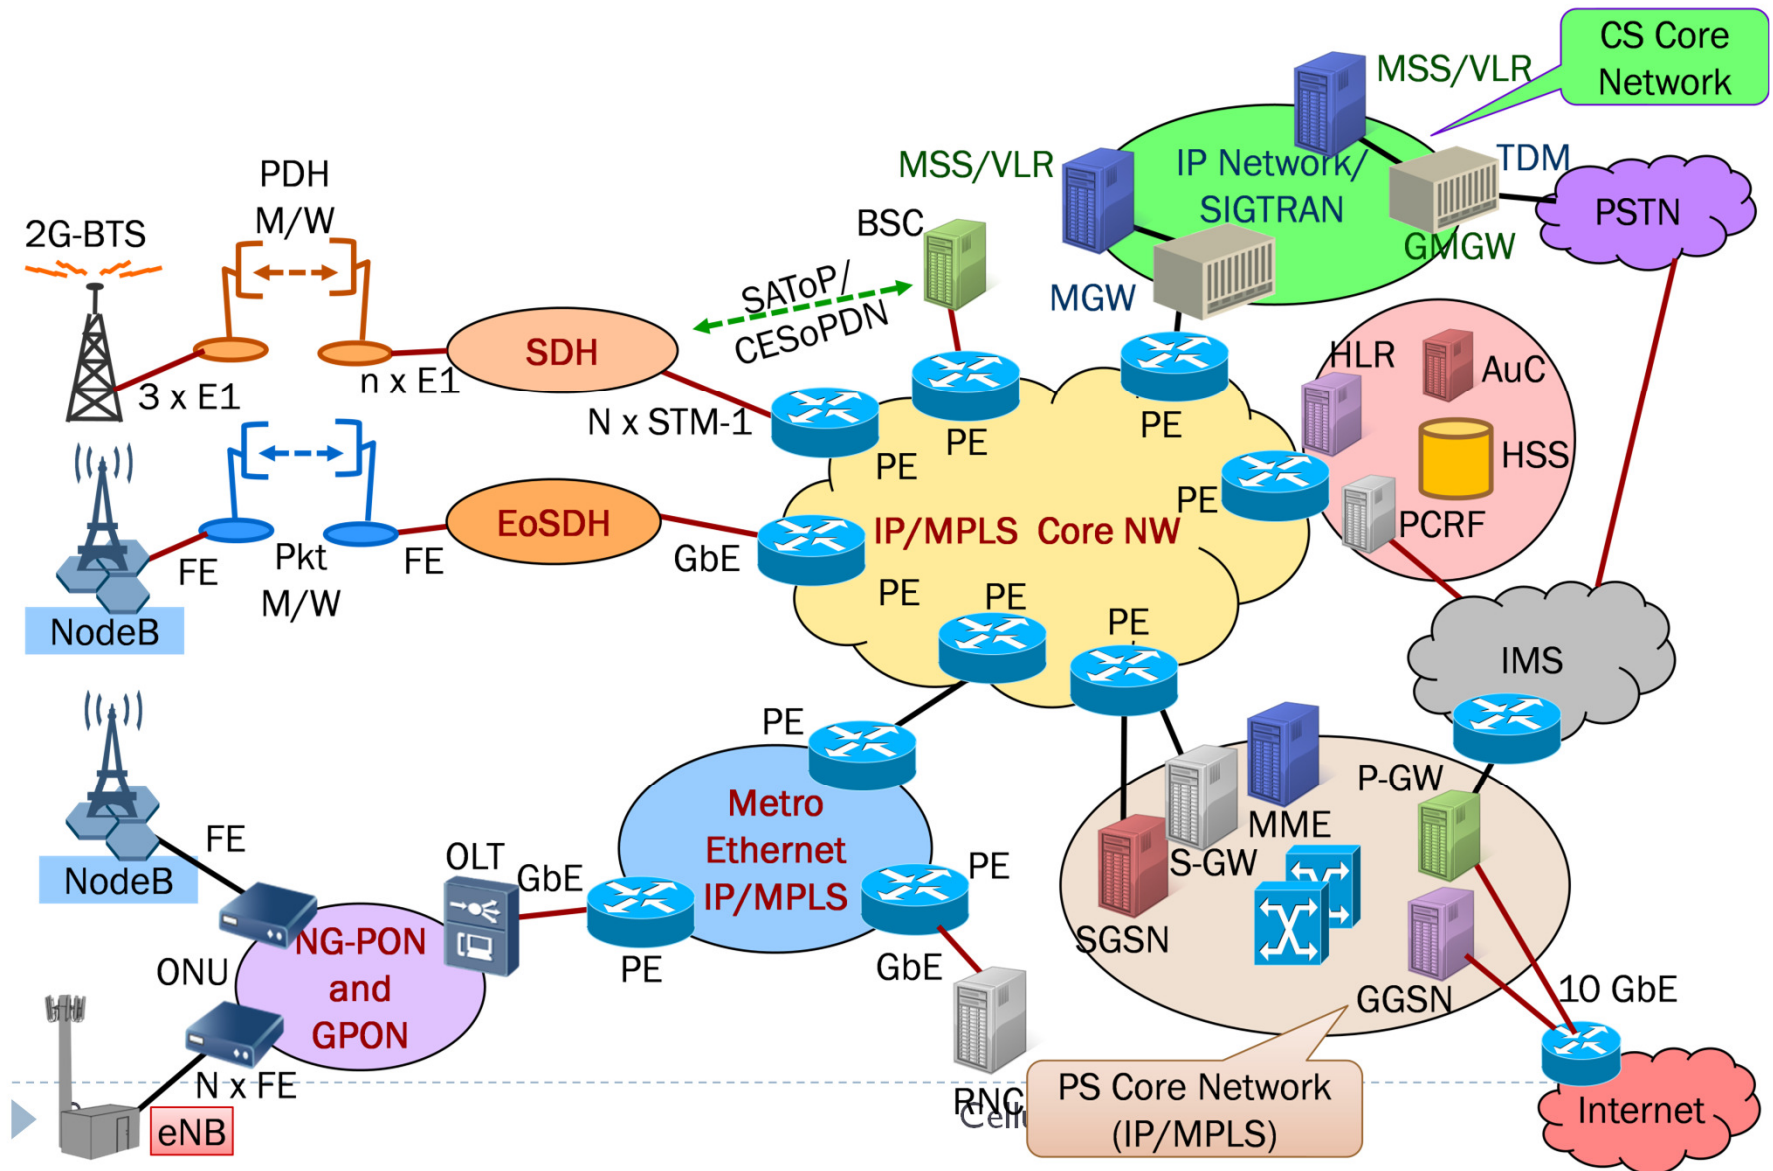 CS Core
Network
MSS/VLR
MSS/VLR
IP Network/
SIGTRAN
TDM
PSTN
GMGW
MGW
PDH
M/W
2G-BTS
BSC
SAToP/
CESoPDN
SDH
3 x E1
n x E1
N x STM-1
PE
PE
PE
HLR
AuC
HSS
PE
PCRF
EoSDH
IP/MPLS Core NW
FE
Pkt
M/W
FE
GbE
PE
PE
PE
NodeB
IMS
PE
Metro
Ethernet
IP/MPLS
P-GW
MME
S-GW
FE
OLT
GbE
PE
NodeB
SGSN
NG-PON
and
GPON
ONU
PE
GbE
GGSN
10 GbE
N x FE
RNC
Cellu
PS Core Network
(IP/MPLS)
Internet
eNB